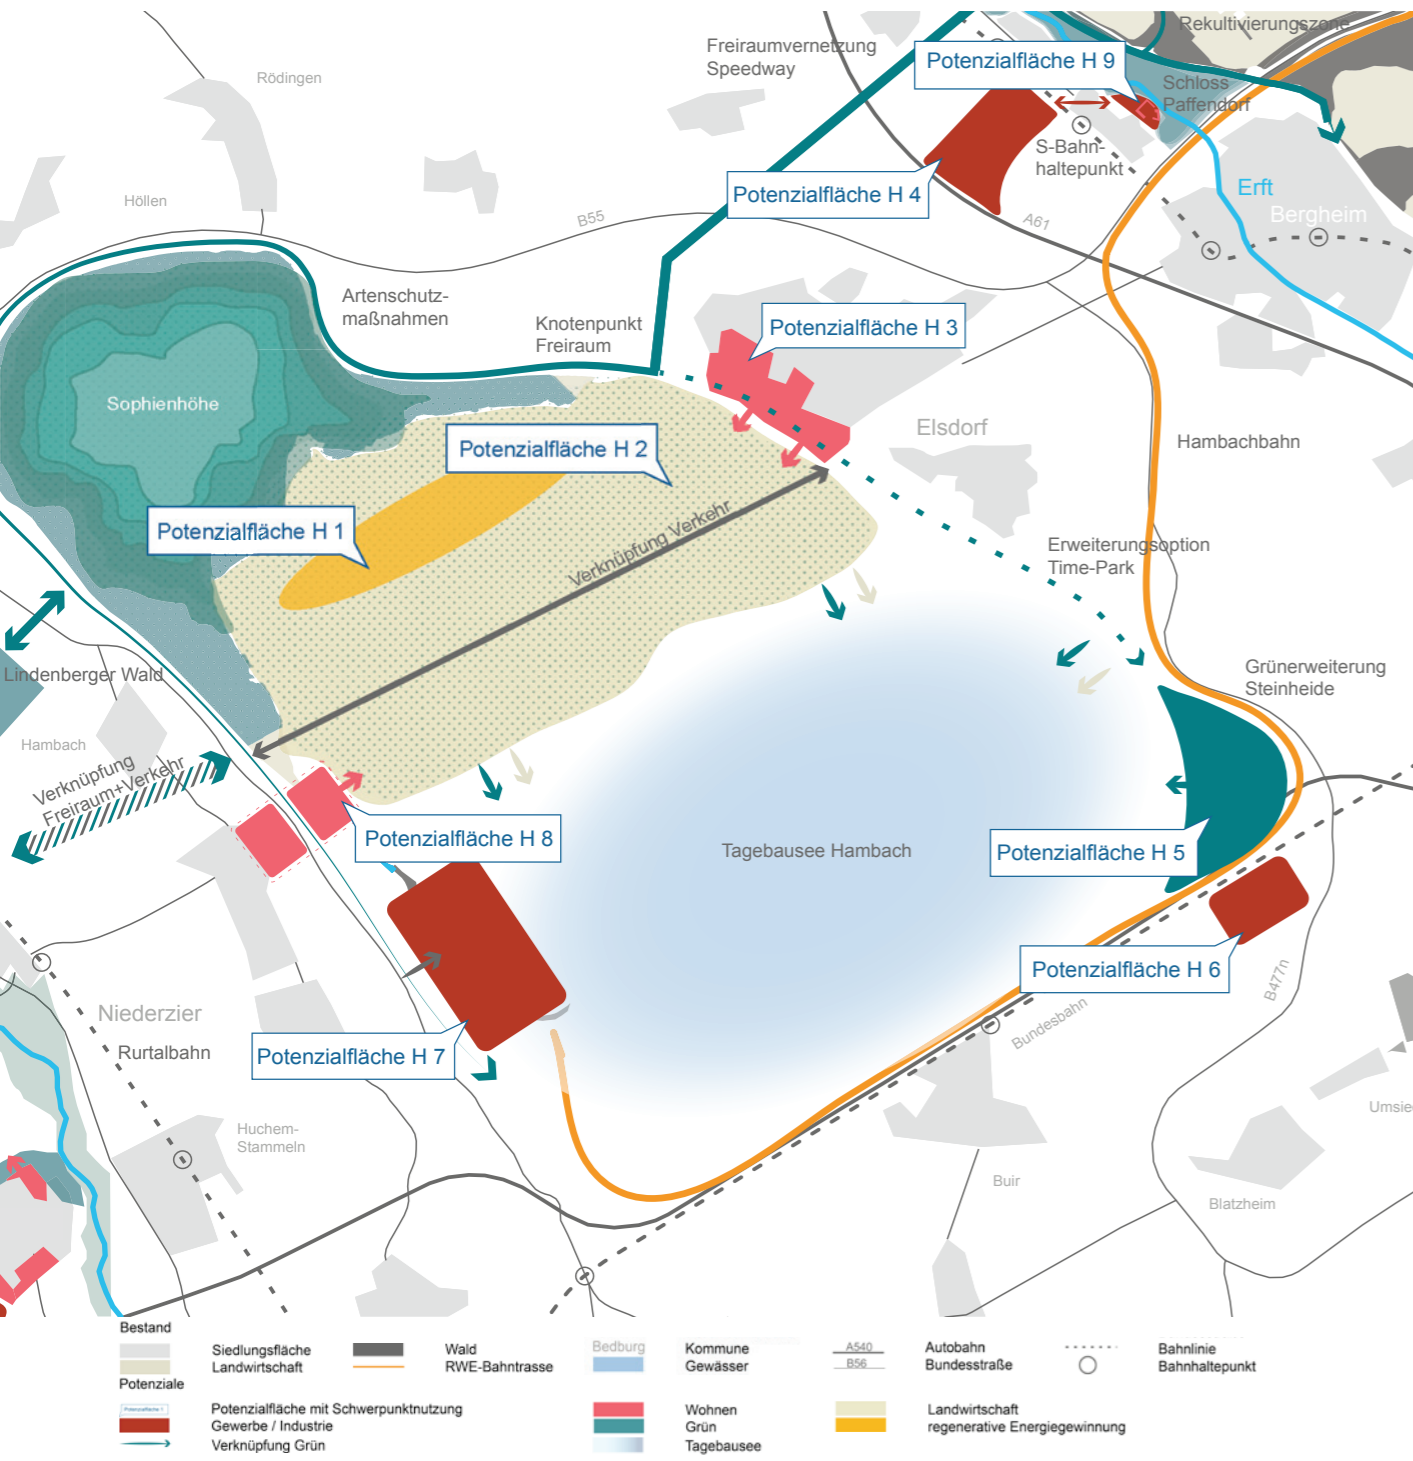 Rekultivierungszone
Freiraumvernetzung
Speedway
Potenzialfläche H 9
Rödingen
Schloss
Paffendorf
S-Bahn-
haltepunkt
Potenzialfläche H 4
Erft
Höllen
B55
A61
Bergheim
Artenschutz-
maßnahmen
Knotenpunkt
Freiraum
Potenzialfläche H 3
Sophienhöhe
Elsdorf
Hambachbahn
Potenzialfläche H 2
Potenzialfläche H 1
Verknüpfung Verkehr
Erweiterungsoption
Time-Park
Lindenberger Wald
Grünerweiterung
Steinheide
Hambach
Verknüpfung
Freiraum+Verkehr
Potenzialfläche H 8
Tagebausee Hambach
Potenzialfläche H 5
Potenzialfläche H 6
B477n
Niederzier
Rurtalbahn
Bundesbahn
Potenzialfläche H 7
Huchem-
Stammeln
Umsie
Buir
Blatzheim
Bestand
Siedlungsfläche
Landwirtschaft
Wald
RWE-Bahntrasse
Bedburg
Kommune
Gewässer
A540
B56
Autobahn
Bundesstraße
Bahnlinie
Bahnhaltepunkt
Potenziale
Potenzialfläche 1
Potenzialfläche mit Schwerpunktnutzung
Gewerbe / Industrie
Verknüpfung Grün
Wohnen
Grün
Tagebausee
Landwirtschaft
regenerative Energiegewinnung